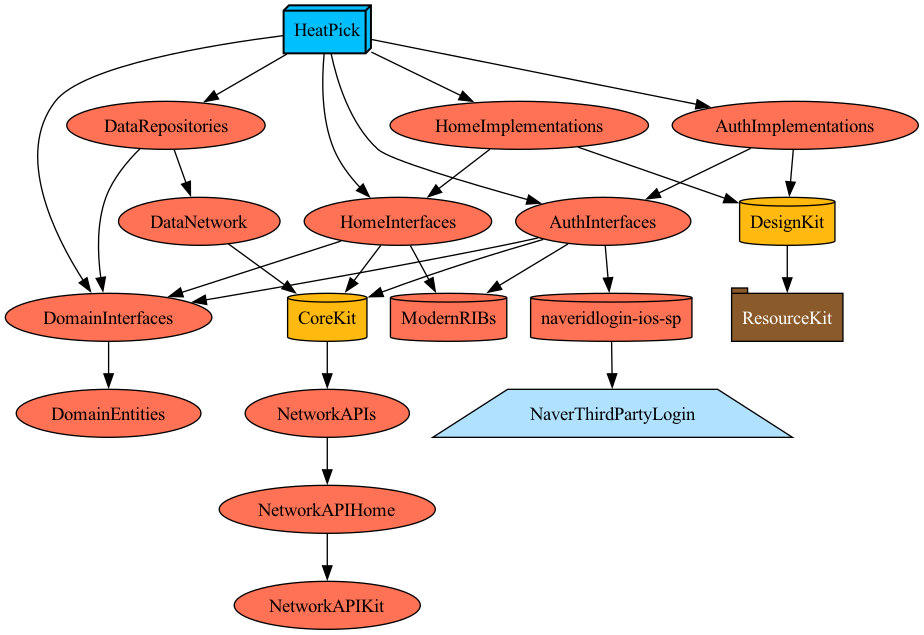 HeatPick
DataRepositories
HomeImplementations
AuthImplementations
DataNetwork
HomeInterfaces
AuthInterfaces
DesignKit
DomainInterfaces
CoreKit
ModernRIBs
naveridlogin-ios-sp
ResourceKit
DomainEntities
NetworkAPIs
NaverThirdPartyLogin
NetworkAPIHome
NetworkAPIKit